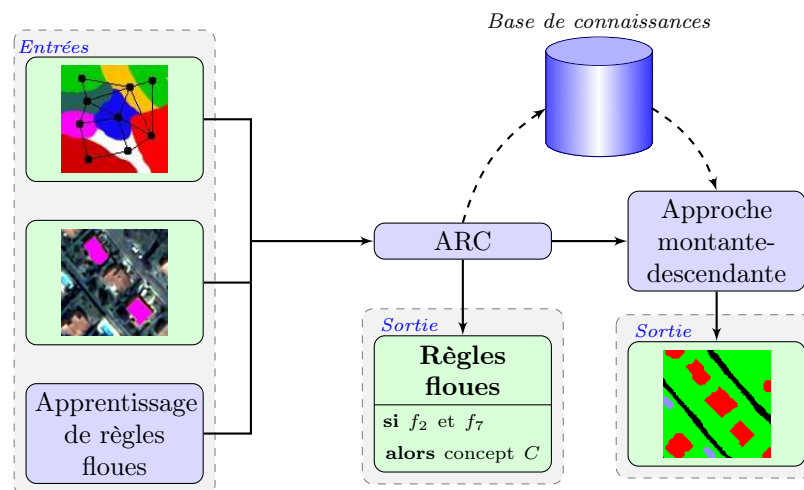 Base de connaissances
Entrées
ARC
Approche
montante-
descendante
Sortie
Règles
floues
si f₂ et f₇
alors concept C
Sortie
Apprentissage
de règles
floues